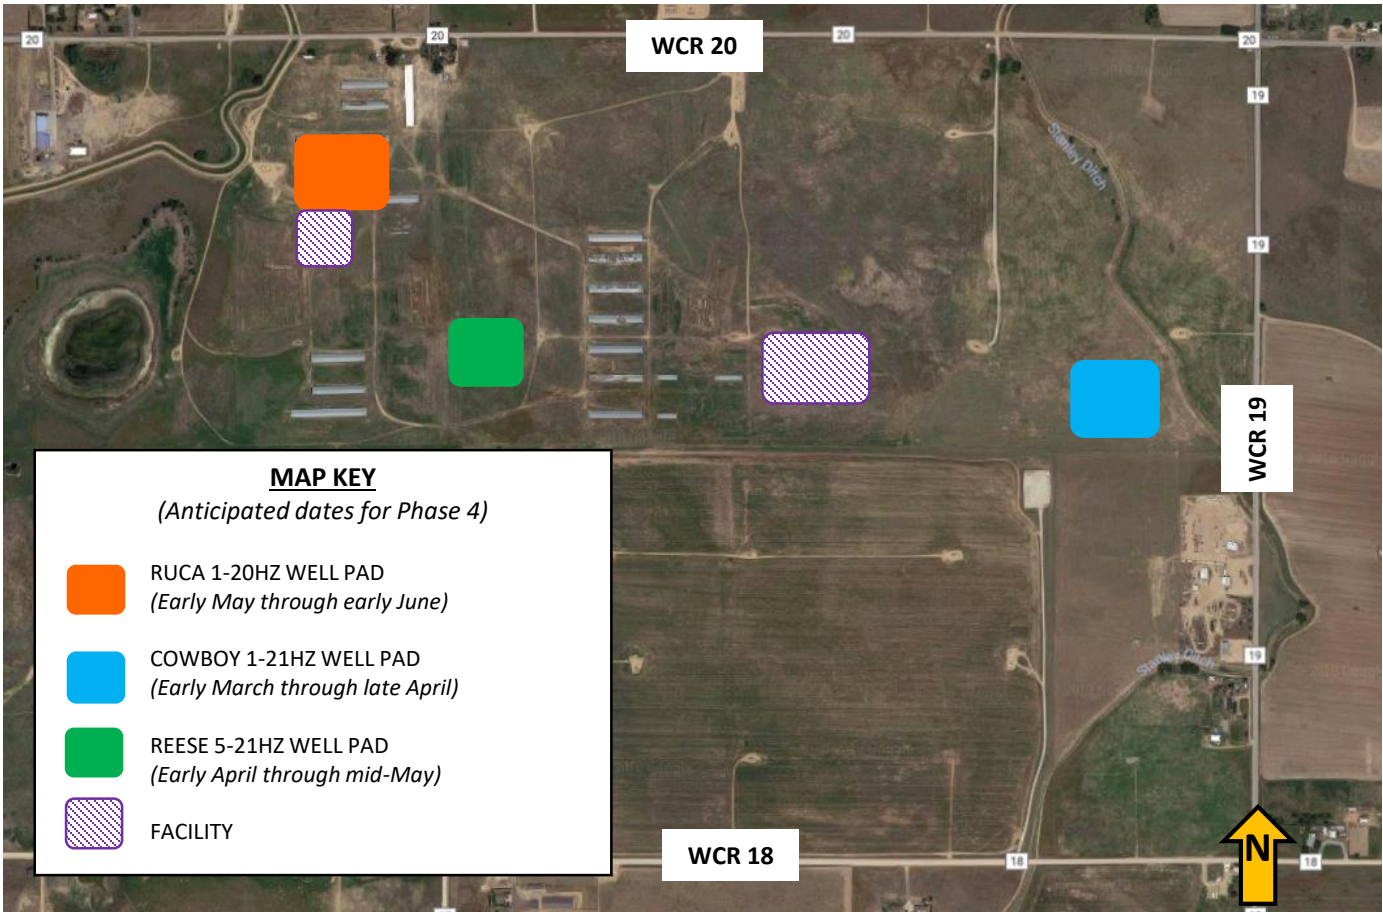 20
20
WCR 20
20
20
19
Stanley Ditch
19
WCR 19
MAP KEY
(Anticipated dates for Phase 4)
RUCA 1-20HZ WELL PAD
(Early May through early June)
COWBOY 1-21HZ WELL PAD
(Early March through late April)
REESE 5-21HZ WELL PAD
(Early April through mid-May)
FACILITY
Stanley Ditch
19
WCR 18
18
N
18